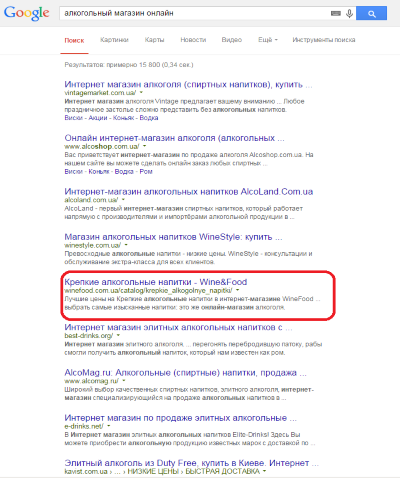 Google алкогольный магазин онлайн
Поиск Картинки Карты Новости Видео Ещё Инструменты поиска
Результатов: примерно 15 800 (0,34 сек.)
Интернет магазин алкоголя (спиртных напитков), купить ...
vintagemarket.com.ua/
Интернет магазин алкоголя Vintage предлагает вашему вниманию ... Любое
праздничное застолье сложно представить без алкогольных напитков.
Виски - Акции - Коньяк - Водка
Онлайн интернет-магазин алкоголя (алкогольных ...
www.alcoshop.com.ua/
Вас приветствует интернет-магазин по продаже алкоголя Alcoshop.com.ua. На
нашем сайте вы можете сделать онлайн заказ любых спиртных ...
Виски - Коньяк - Водка - Ром
Интернет-магазин алкогольных напитков AlcoLand.Com.ua
alcoland.com.ua/
AlcoLand - первый интернет-магазин спиртных напитков, который работает
напрямую с производителями и импортёрами алкогольной продукции в ...
Магазин алкогольных напитков WineStyle: купить ...
winestyle.com.ua/
Превосходные алкогольные напитки - низкие цены. WineStyle - консультации и
обслуживание экстра-класса для всех клиентов.
Крепкие алкогольные напитки - Wine&Food
winefood.com.ua/catalog/krepkie_alkogolnye_napitki/
Лучшие цены на Крепкие алкогольные напитки в интернет-магазине WineFood ...
выбрать самые изысканные напитки: это же онлайн-магазин алкоголя.
Интернет магазин элитных алкогольных напитков с ...
best-drinks.org/
Интернет магазин элитного алкоголя. ... перегонять перебродившую патоку, рабы
смогли получить алкогольный напиток, который нам известен как ром.
AlcoMag.ru: Алкогольные (спиртные) напитки, продажа ...
www.alcomag.ru/
Широкий выбор качественных спиртных напитков, элитного алкоголя, интернет-
магазин специализирующийся на продаже алкогольных напитков в ...
Интернет магазин по продаже элитных алкогольные ...
e-drinks.net/
В Интернет магазин элитных алкогольных напитков Elite-Drinks! Здесь Вы
можете приобрести алкогольную продукцию известных марок с доставкой по ...
Элитный алкоголь из Duty Free, купить в Киеве. Интернет ...
kavist.com.ua › ... › НИЗКИЕ ЦЕНЫ › БЫСТРАЯ ДОСТАВКА